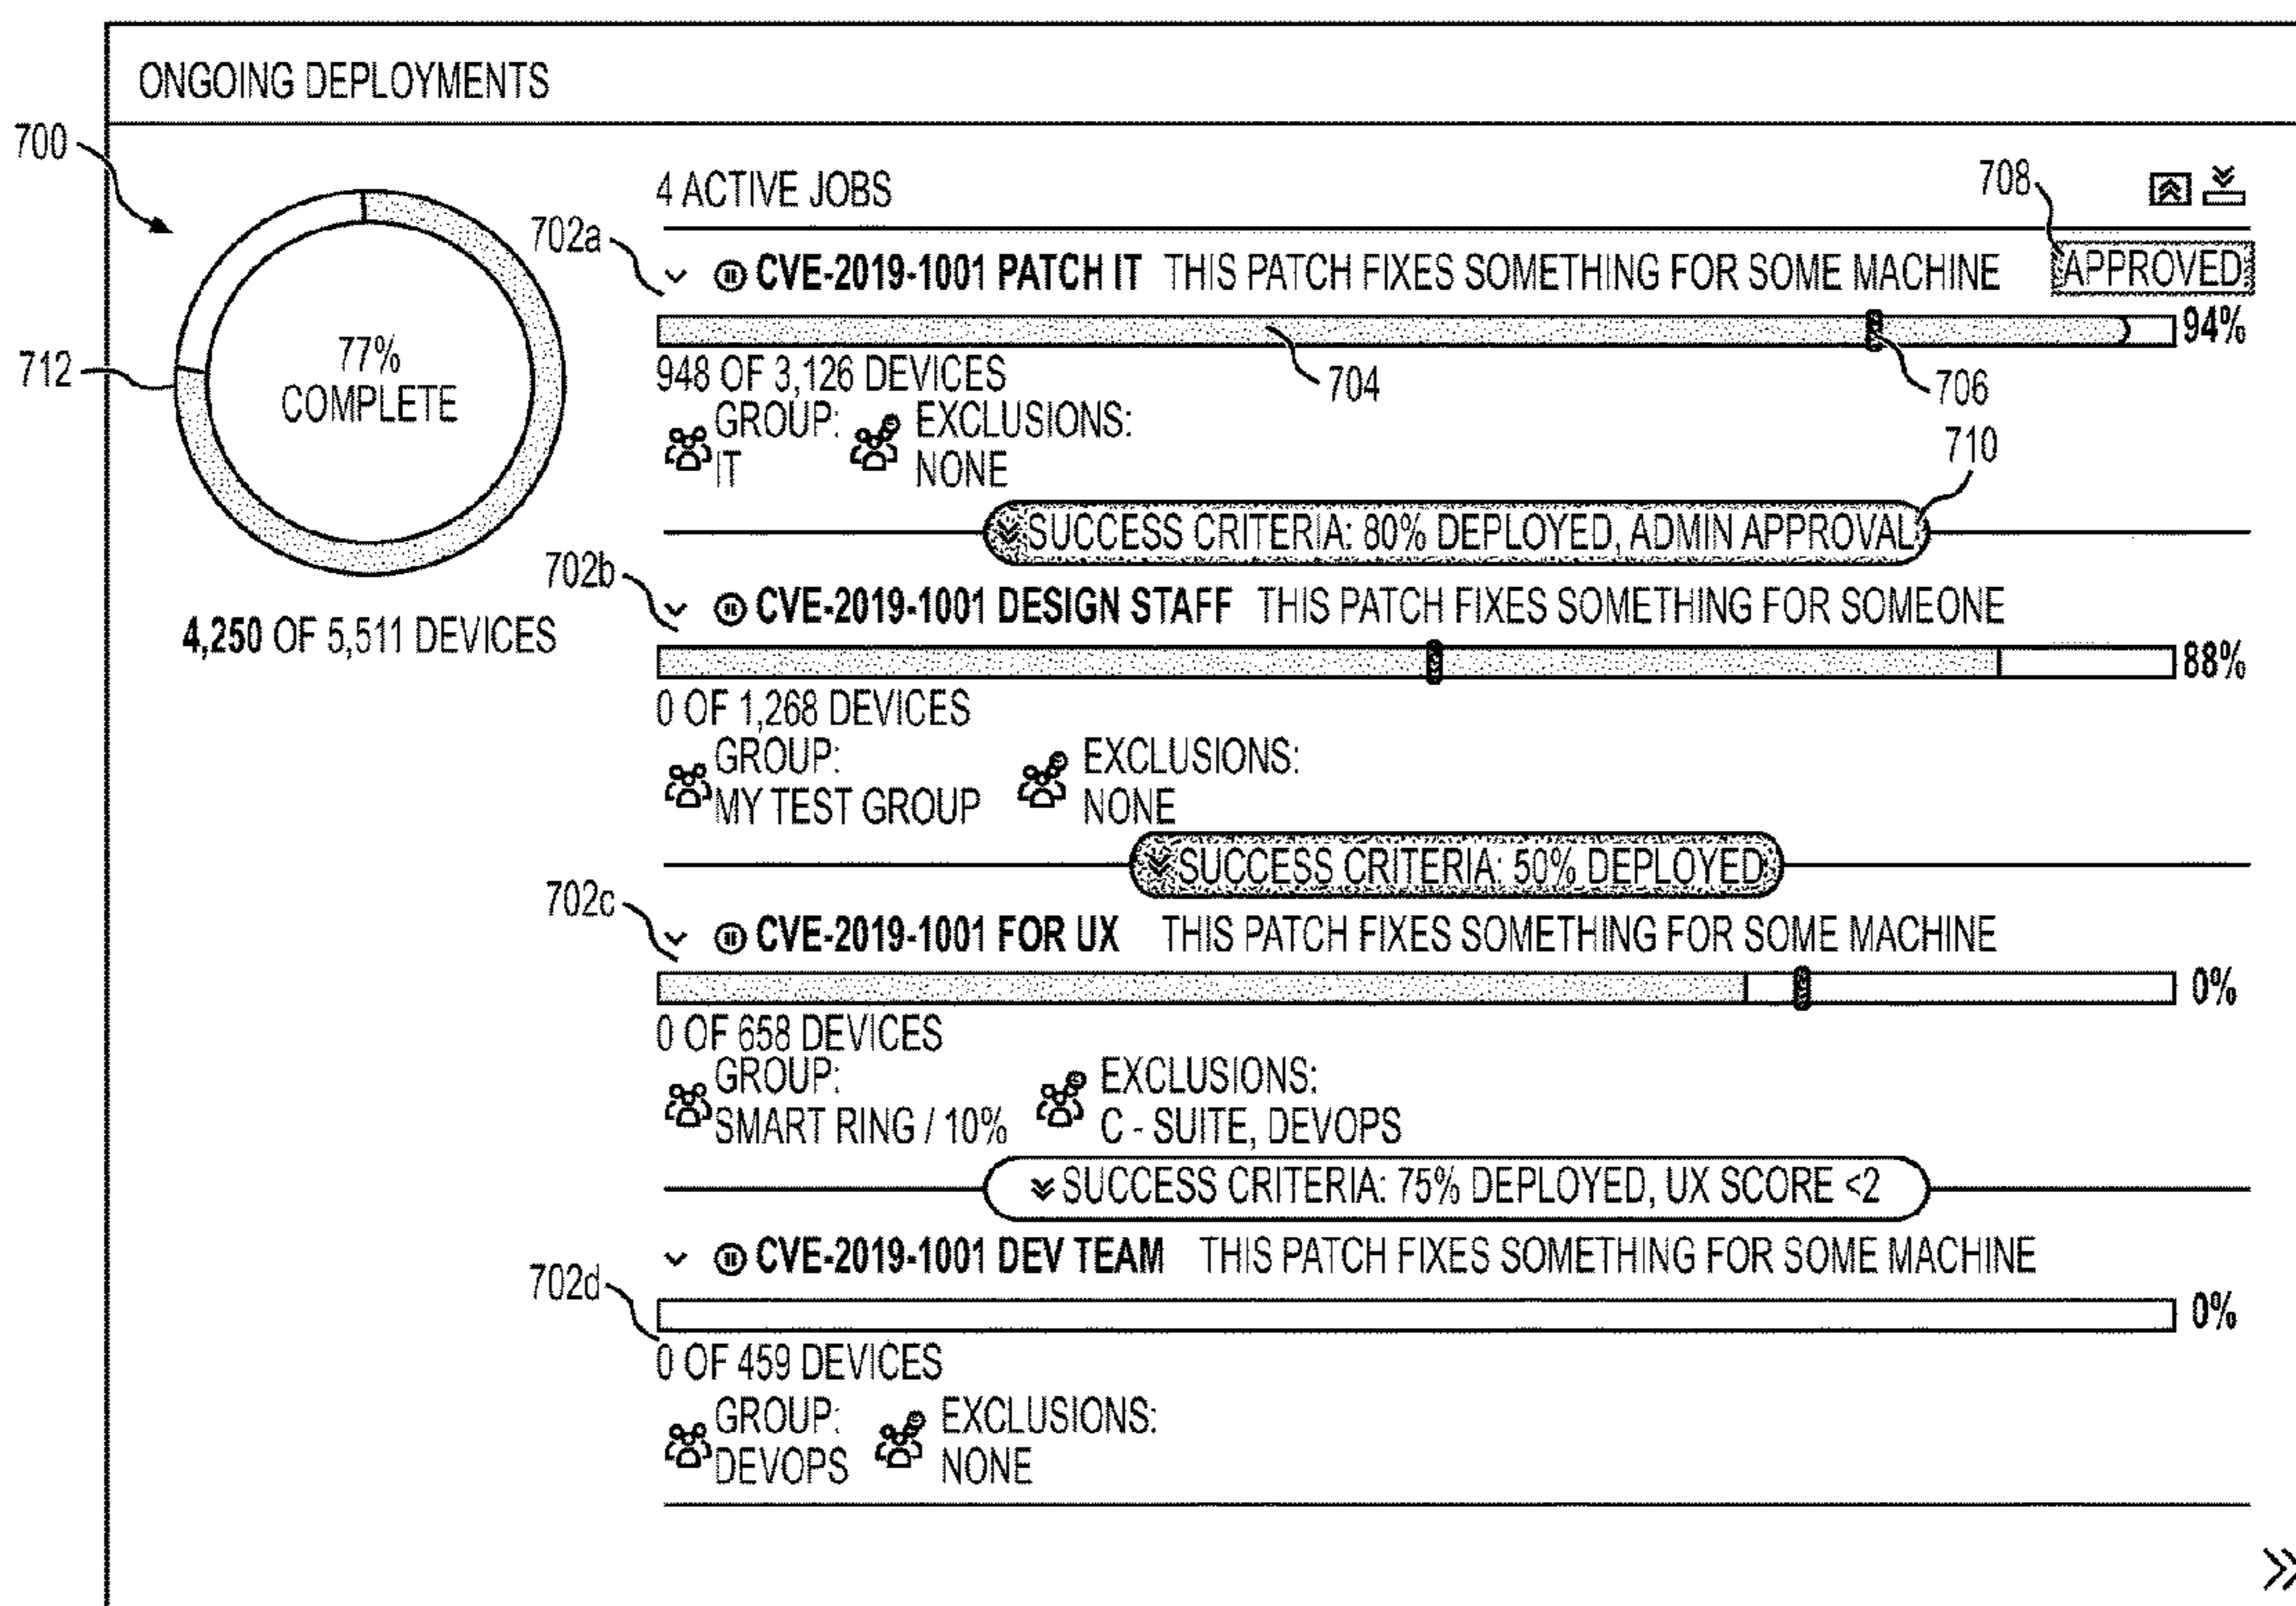 ONGOING DEPLOYMENTS
700
712
77%
COMPLETE
4,250 OF 5,511 DEVICES
4 ACTIVE JOBS
708
702a
CVE-2019-1001 PATCH IT THIS PATCH FIXES SOMETHING FOR SOME MACHINE APPROVED
94%
948 OF 3,126 DEVICES
704
706
GROUP: EXCLUSIONS:
IT NONE
710
SUCCESS CRITERIA: 80% DEPLOYED, ADMIN APPROVAL
702b
CVE-2019-1001 DESIGN STAFF THIS PATCH FIXES SOMETHING FOR SOMEONE
88%
0 OF 1,268 DEVICES
GROUP: EXCLUSIONS:
MY TEST GROUP NONE
SUCCESS CRITERIA: 50% DEPLOYED
702c
CVE-2019-1001 FOR UX THIS PATCH FIXES SOMETHING FOR SOME MACHINE
0%
0 OF 658 DEVICES
GROUP: EXCLUSIONS:
SMART RING / 10% C - SUITE, DEVOPS
SUCCESS CRITERIA: 75% DEPLOYED, UX SCORE <2
702d
CVE-2019-1001 DEV TEAM THIS PATCH FIXES SOMETHING FOR SOME MACHINE
0%
0 OF 459 DEVICES
GROUP: EXCLUSIONS:
DEVOPS NONE